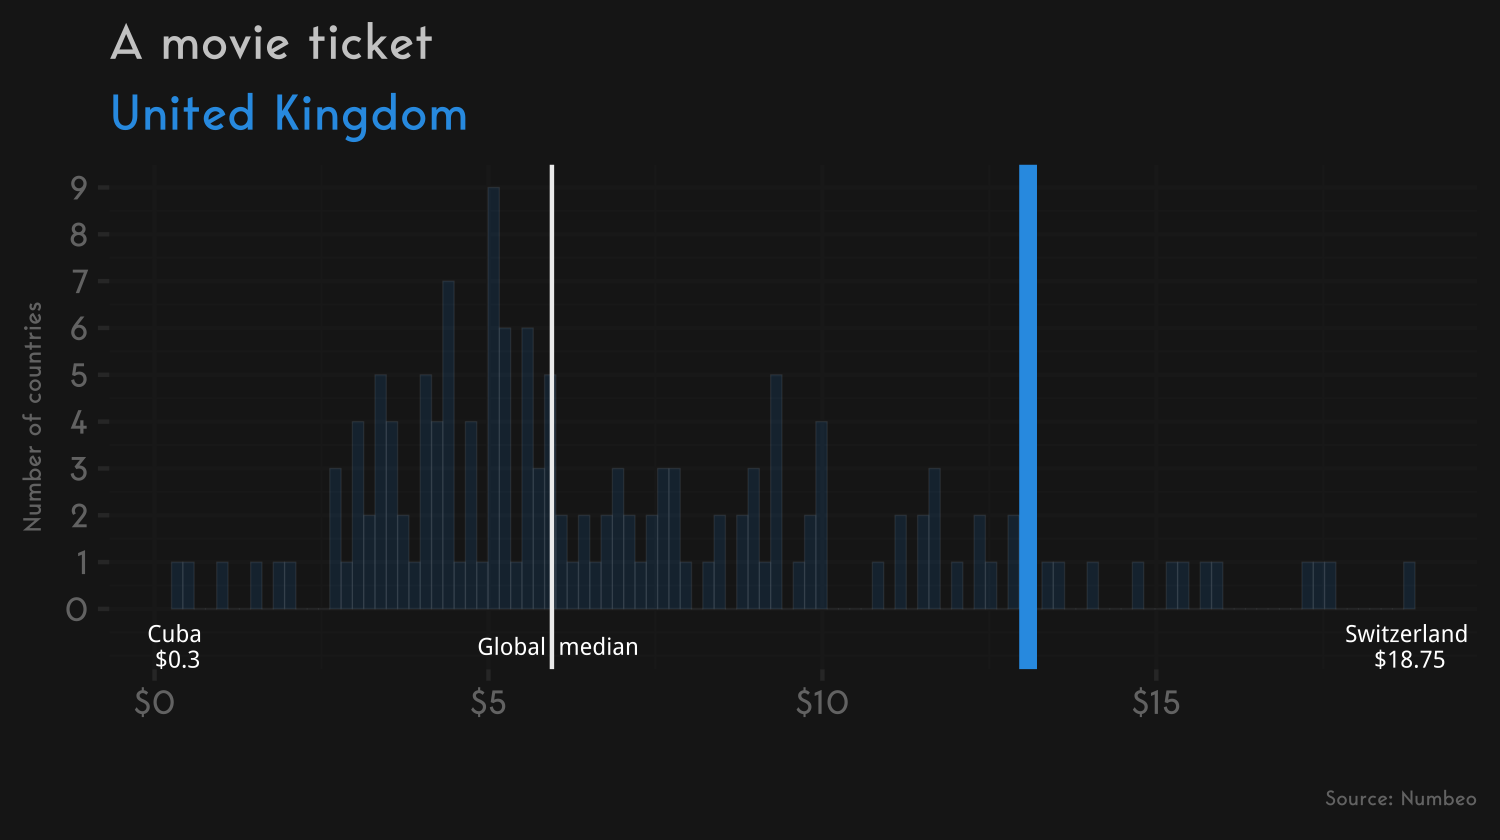 A movie ticket
United Kingdom
Number of countries
9
8
7
6
5
4
3
2
1
0
Cuba
$0.3
Global median
Switzerland
$18.75
$0 $5 $10 $15
Source: Numbeo